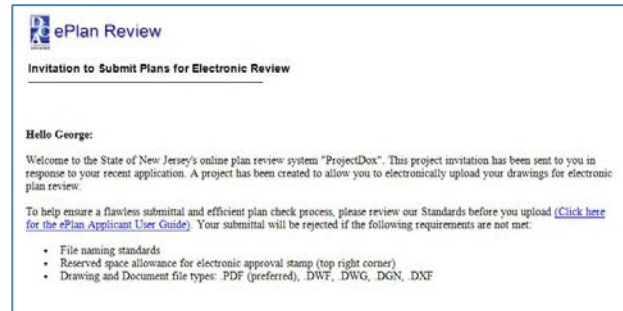 ePlan Review
Invitation to Submit Plans for Electronic Review
Hello George:
Welcome to the State of New Jersey's online plan review system "ProjectDox". This project invitation has been sent to you in
response to your recent application. A project has been created to allow you to electronically upload your drawings for electronic
plan review.
To help ensure a flawless submittal and efficient plan check process, please review our Standards before you upload (Click here
for the ePlan Applicant User Guide). Your submittal will be rejected if the following requirements are not met:
• File naming standards
• Reserved space allowance for electronic approval stamp (top right corner)
• Drawing and Document file types: .PDF (preferred), .DWF, .DWG, .DGN, .DXF